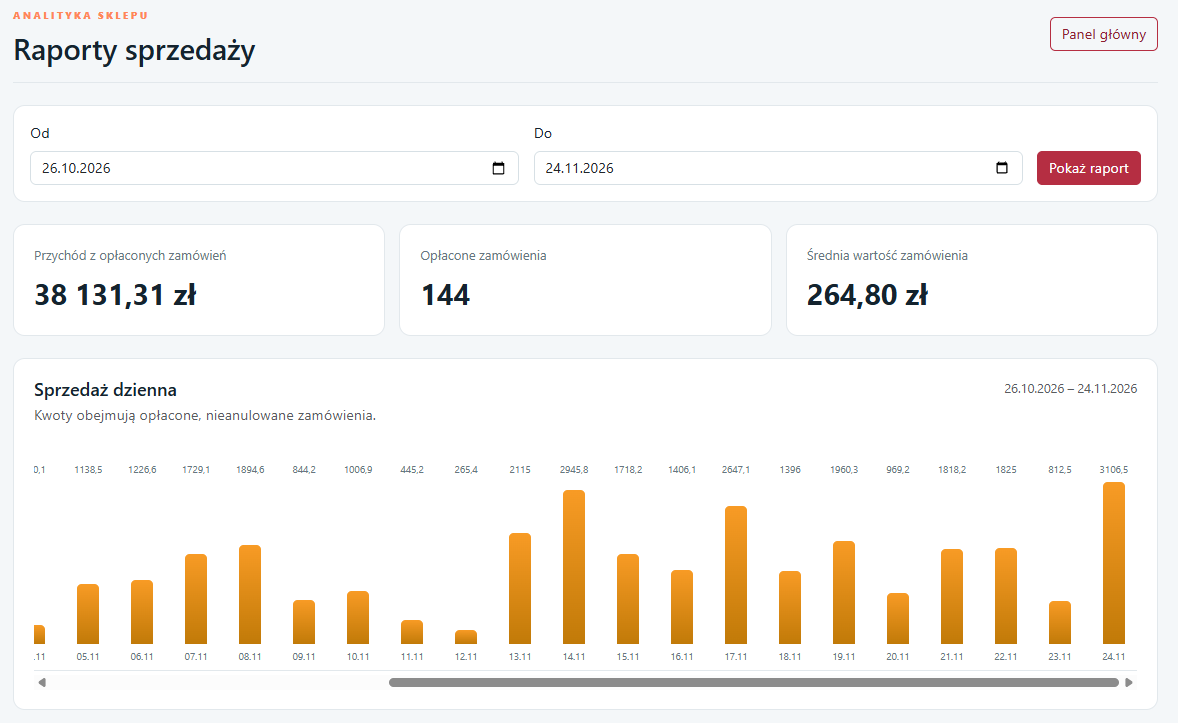 ANALITYKA SKLEPU
Raporty sprzedaży
Panel główny
Od
Do
26.10.2026
24.11.2026
Pokaż raport
Przychód z opłaconych zamówień
38 131,31 zł
Opłacone zamówienia
144
Średnia wartość zamówienia
264,80 zł
Sprzedaż dzienna
26.10.2026 – 24.11.2026
Kwoty obejmują opłacone, nieanulowane zamówienia.
0,1 1138,5 1226,6 1729,1 1894,6 844,2 1006,9 445,2 265,4 2115 2945,8 1718,2 1406,1 2647,1 1396 1960,3 969,2 1818,2 1825 812,5 3106,5
.11 05.11 06.11 07.11 08.11 09.11 10.11 11.11 12.11 13.11 14.11 15.11 16.11 17.11 18.11 19.11 20.11 21.11 22.11 23.11 24.11